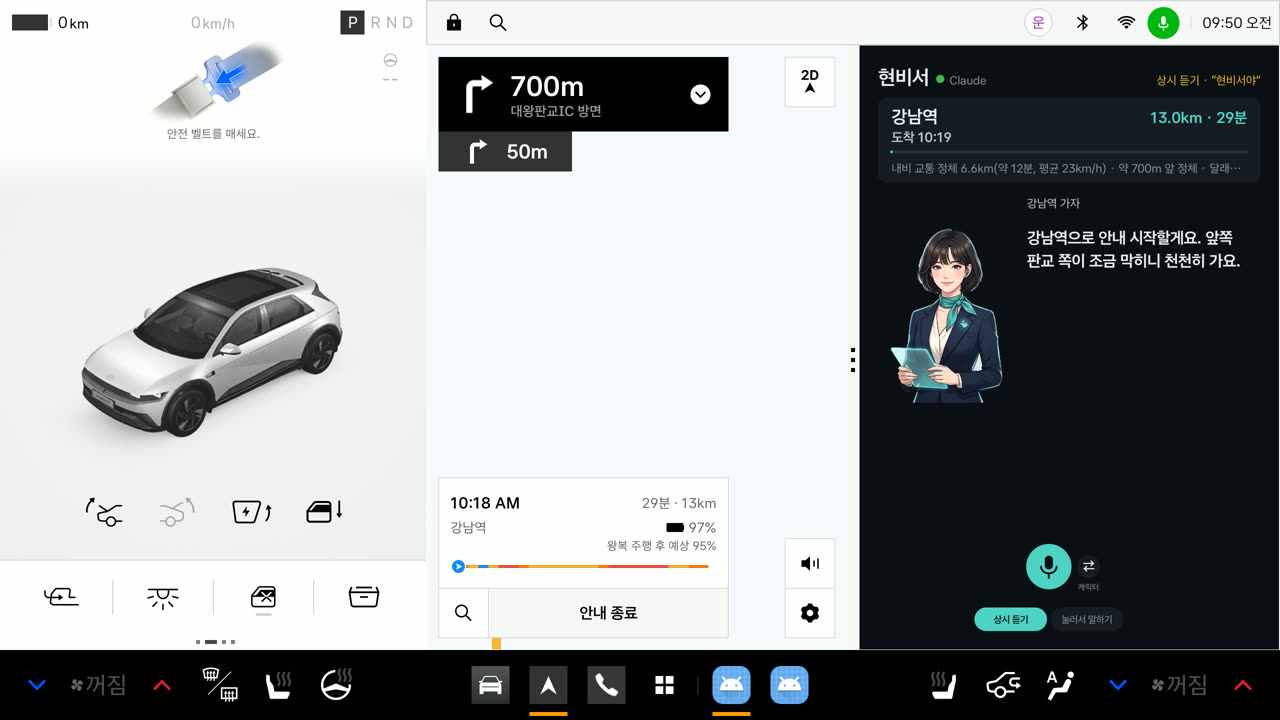 0 km
0 km/h
P R N D
운
09:50 오전
안전 벨트를 매세요.
700m
대왕판교IC 방면
50m
2D
현비서 Claude
상시 듣기 · "현비서야"
강남역
13.0km · 29분
도착 10:19
내비 교통 정체 6.6km(약 12분, 평균 23km/h) · 약 700m 앞 정체 · 달래…
강남역 가자
강남역으로 안내 시작할게요. 앞쪽
판교 쪽이 조금 막히니 천천히 가요.
10:18 AM
29분 · 13km
강남역
97%
왕복 주행 후 예상 95%
안내 종료
캐릭터
상시 듣기
눌러서 말하기
꺼짐
A
꺼짐